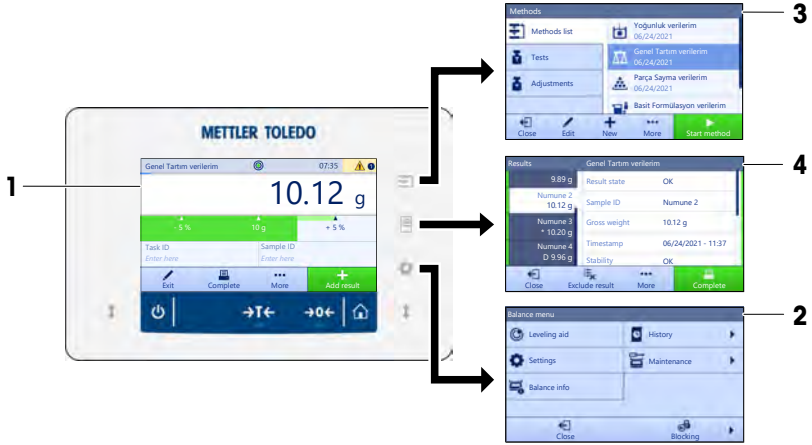 METTLER TOLEDO
1
Genel Tartım verilerim 07:35
10.12 g
- 5 % 10 g + 5 %
Task ID Sample ID
Enter here Enter here
Exit Complete More Add result
→T← →0←
3
Methods
Methods list
Tests
Adjustments
Yoğunluk verilerim
06/24/2021
Genel Tartım verilerim
06/24/2021
Parça Sayma verilerim
06/24/2021
Basit Formülasyon verilerim
Close Edit New More Start method
4
Results Genel Tartım verilerim
9.89 g
Numune 2
10.12 g
Numune 3
* 10.20 g
Numune 4
D 9.96 g
Result state OK
Sample ID Numune 2
Gross weight 10.12 g
Timestamp 06/24/2021 - 11:37
Stability OK
Close Exclude result More Complete
2
Balance menu
Leveling aid History
Settings Maintenance
Balance info
Close Blocking